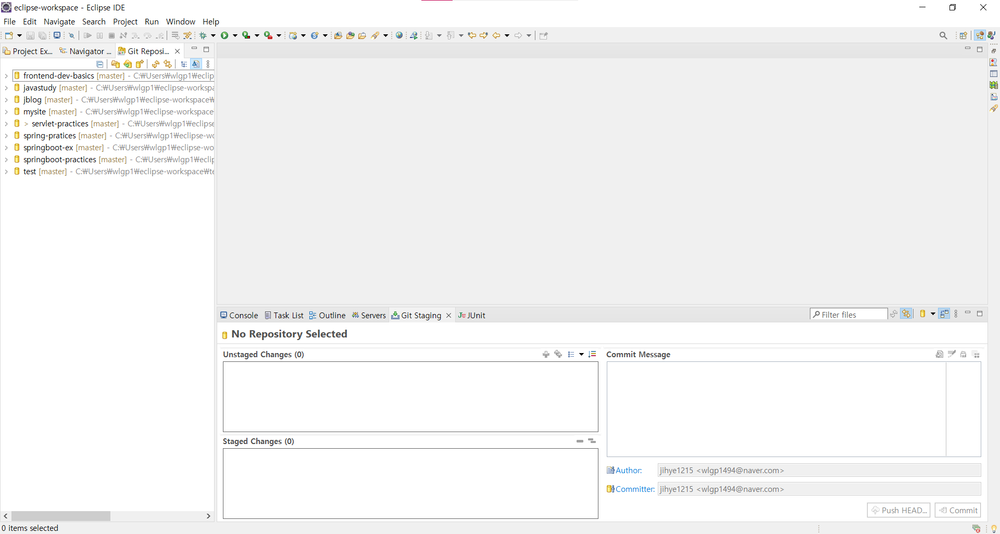 eclipse-workspace - Eclipse IDE
File Edit Navigate Search Project Run Window Help
Project Ex... Navigator ... Git Reposi...
frontend-dev-basics [master] - C:₩Users₩wlgp1₩eclip
javastudy [master] - C:₩Users₩wlgp1₩eclipse-workspa
jblog [master] - C:₩Users₩wlgp1₩eclipse-workspace₩
mysite [master] - C:₩Users₩wlgp1₩eclipse-workspace
> servlet-practices [master] - C:₩Users₩wlgp1₩eclipse
spring-pratices [master] - C:₩Users₩wlgp1₩eclipse-wo
springboot-ex [master] - C:₩Users₩wlgp1₩eclipse-wo
springboot-practices [master] - C:₩Users₩wlgp1₩eclip
test [master] - C:₩Users₩wlgp1₩eclipse-workspace₩te
Console Task List Outline Servers Git Staging JUnit
Filter files
No Repository Selected
Unstaged Changes (0)
Commit Message
Staged Changes (0)
Author: jihye1215 <wlgp1494@naver.com>
Committer: jihye1215 <wlgp1494@naver.com>
Push HEAD... Commit
0 items selected